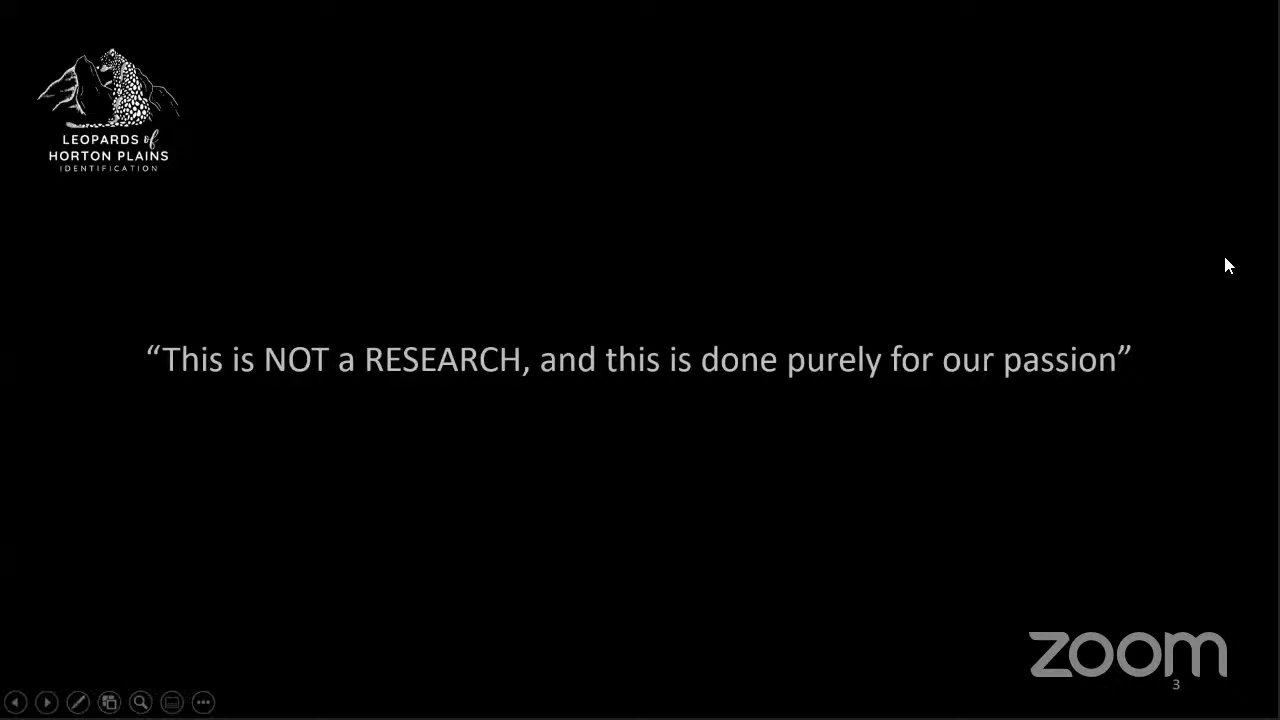 LEOPARDS of
HORTON PLAINS
IDENTIFICATION
“This is NOT a RESEARCH, and this is done purely for our passion”
zoom
3